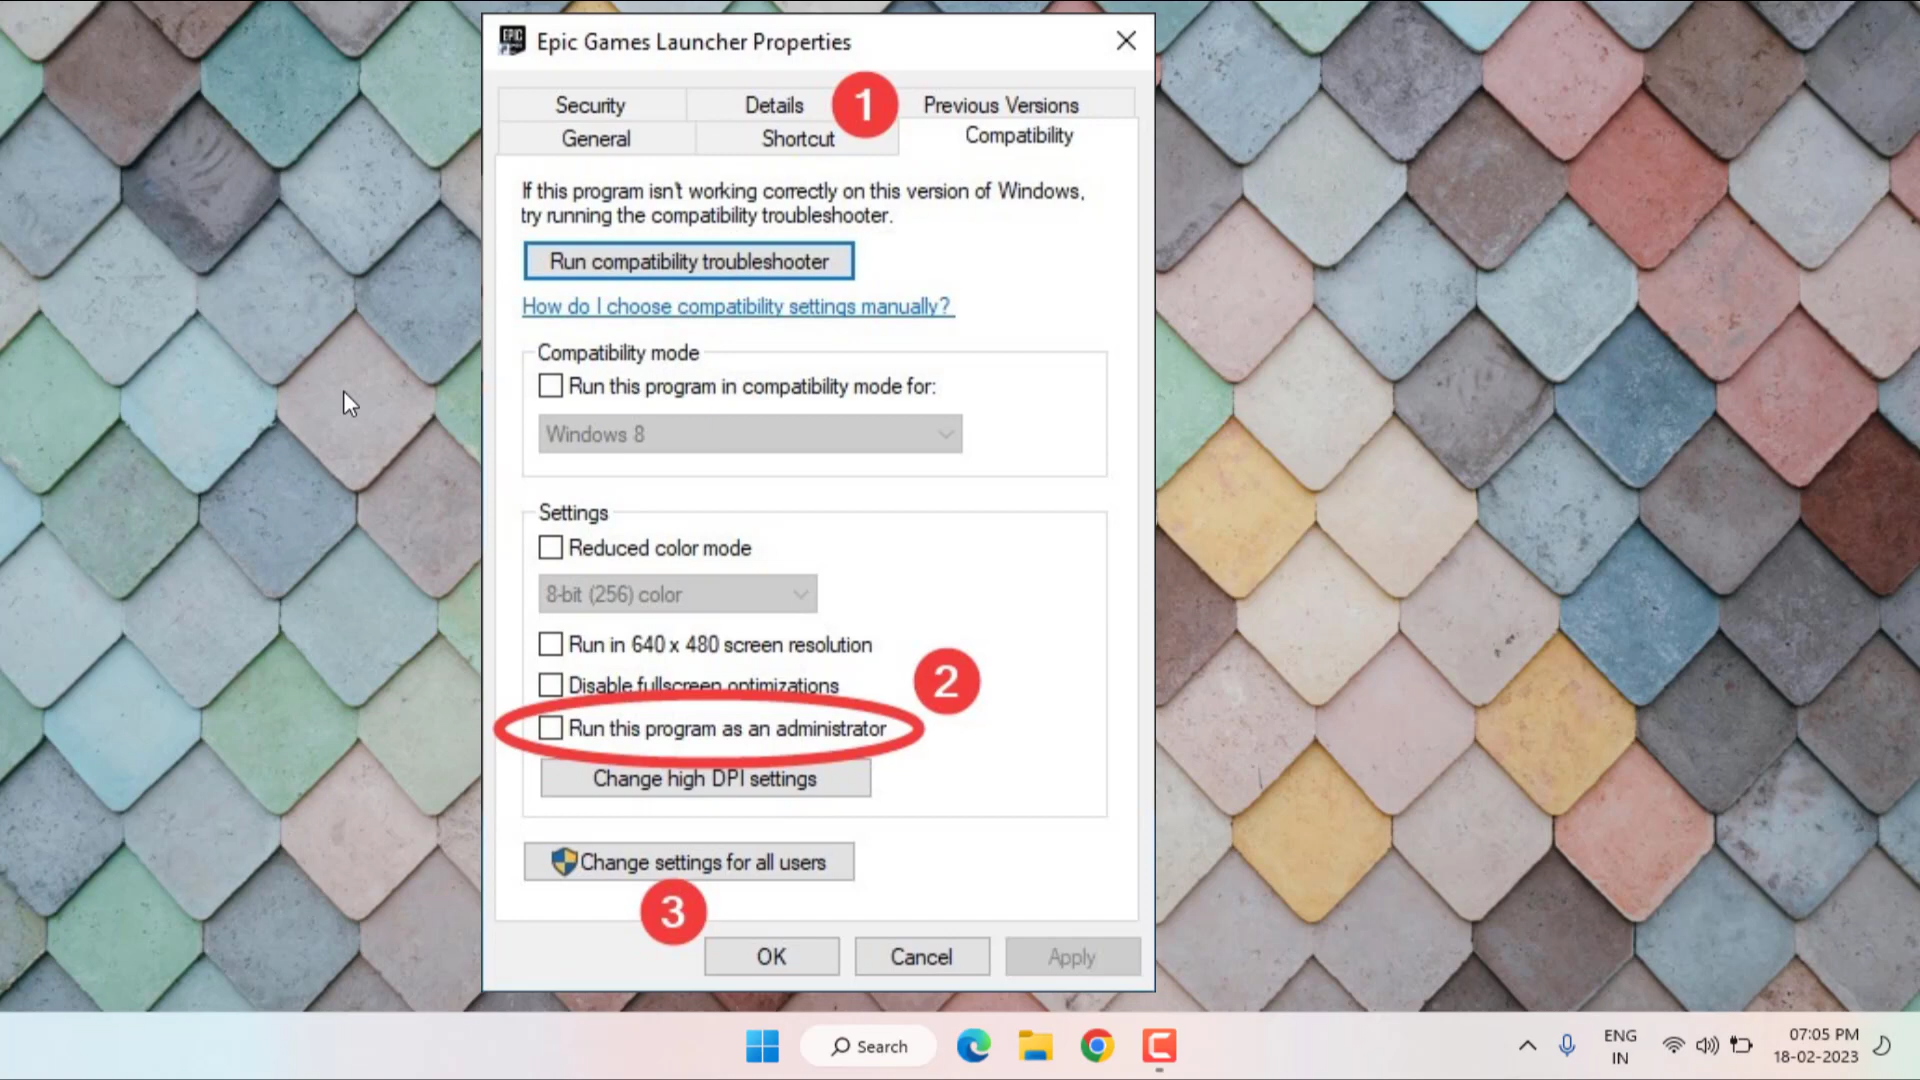 EPIC
Epic Games Launcher Properties
Security
Details
1
Previous Versions
General
Shortcut
Compatibility
If this program isn't working correctly on this version of Windows,
try running the compatibility troubleshooter.
Run compatibility troubleshooter
How do I choose compatibility settings manually?
Compatibility mode
Run this program in compatibility mode for:
Windows 8
Settings
Reduced color mode
8-bit (256) color
Run in 640 x 480 screen resolution
Disable fullscreen optimizations
2
Run this program as an administrator
Change high DPI settings
Change settings for all users
3
OK
Cancel
Apply
Search
ENG
IN
07:05 PM
18-02-2023